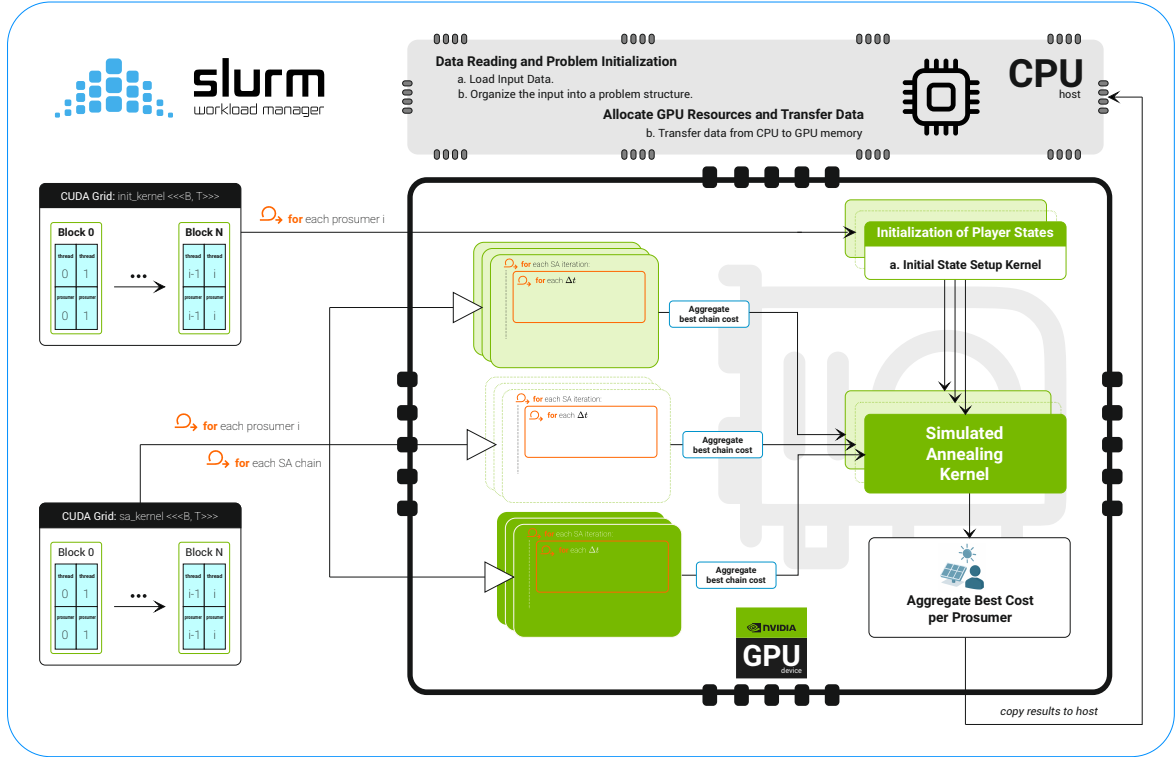 slurm
workload manager
Data Reading and Problem Initialization
a. Load Input Data.
b. Organize the input into a problem structure.
Allocate GPU Resources and Transfer Data
b. Transfer data from CPU to GPU memory
CPU
host
CUDA Grid: init_kernel <<<B, T>>>
Block 0
Block N
thread thread
0 1
prosumer prosumer
0 1
...
thread thread
i-1 i
prosumer prosumer
i-1 i
for each prosumer i
Initialization of Player States
a. Initial State Setup Kernel
for each SA iteration:
for each Δt
Aggregate
best chain cost
for each SA iteration:
for each Δt
Aggregate
best chain cost
for each SA iteration:
for each Δt
Aggregate
best chain cost
for each prosumer i
for each SA chain
Simulated
Annealing
Kernel
CUDA Grid: sa_kernel <<<B, T>>>
Block 0
Block N
thread thread
0 1
prosumer prosumer
0 1
...
thread thread
i-1 i
prosumer prosumer
i-1 i
Aggregate Best Cost
per Prosumer
NVIDIA
GPU
device
copy results to host